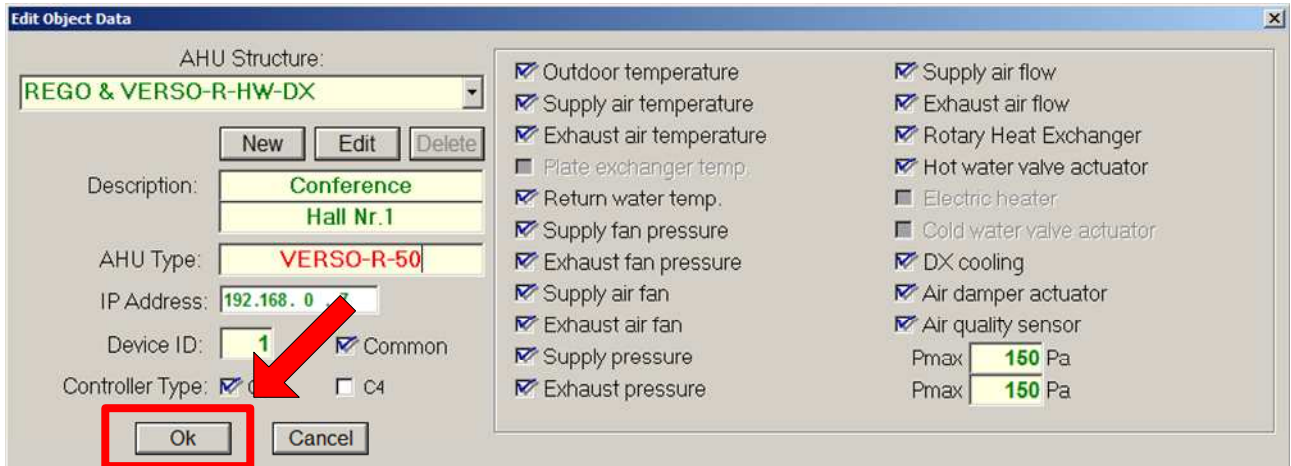 Edit Object Data
AHU Structure:
REGO & VERSO-R-HW-DX
New Edit Delete
Description: Conference
Hall Nr.1
AHU Type: VERSO-R-50
IP Address: 192.168. 0 .
Device ID: 1 Common
Controller Type: C4
Ok Cancel
Outdoor temperature
Supply air temperature
Exhaust air temperature
Plate exchanger temp.
Return water temp.
Supply fan pressure
Exhaust fan pressure
Supply air fan
Exhaust air fan
Supply pressure
Exhaust pressure
Supply air flow
Exhaust air flow
Rotary Heat Exchanger
Hot water valve actuator
Electric heater
Cold water valve actuator
DX cooling
Air damper actuator
Air quality sensor
Pmax 150 Pa
Pmax 150 Pa